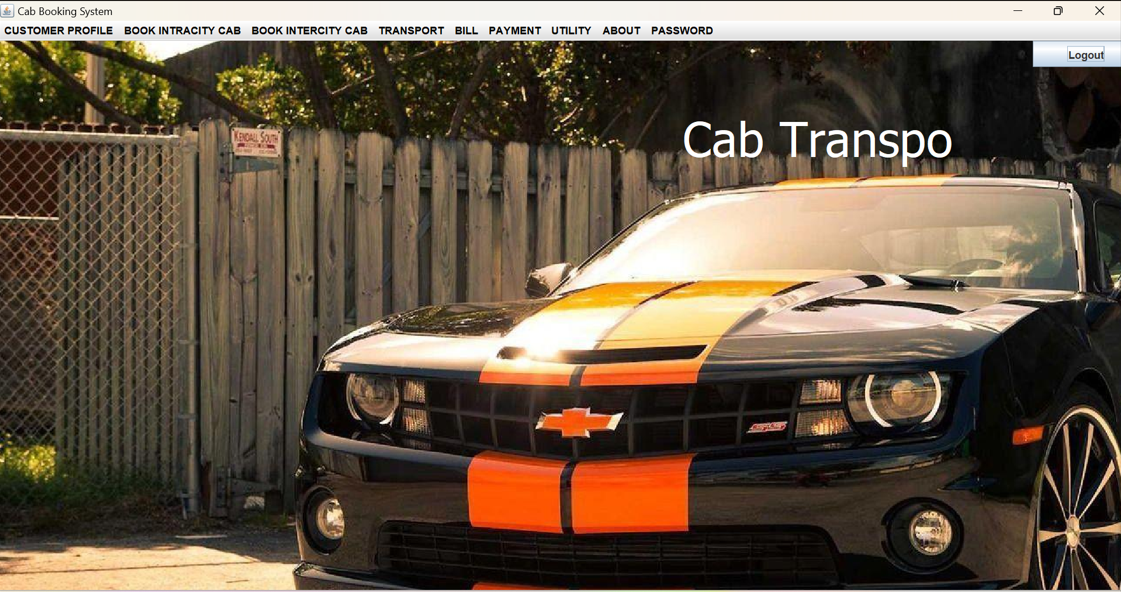 Cab Booking System
CUSTOMER PROFILE BOOK INTRACITY CAB BOOK INTERCITY CAB TRANSPORT BILL PAYMENT UTILITY ABOUT PASSWORD
Logout
Cab Transpo
KENDALL SOUTH